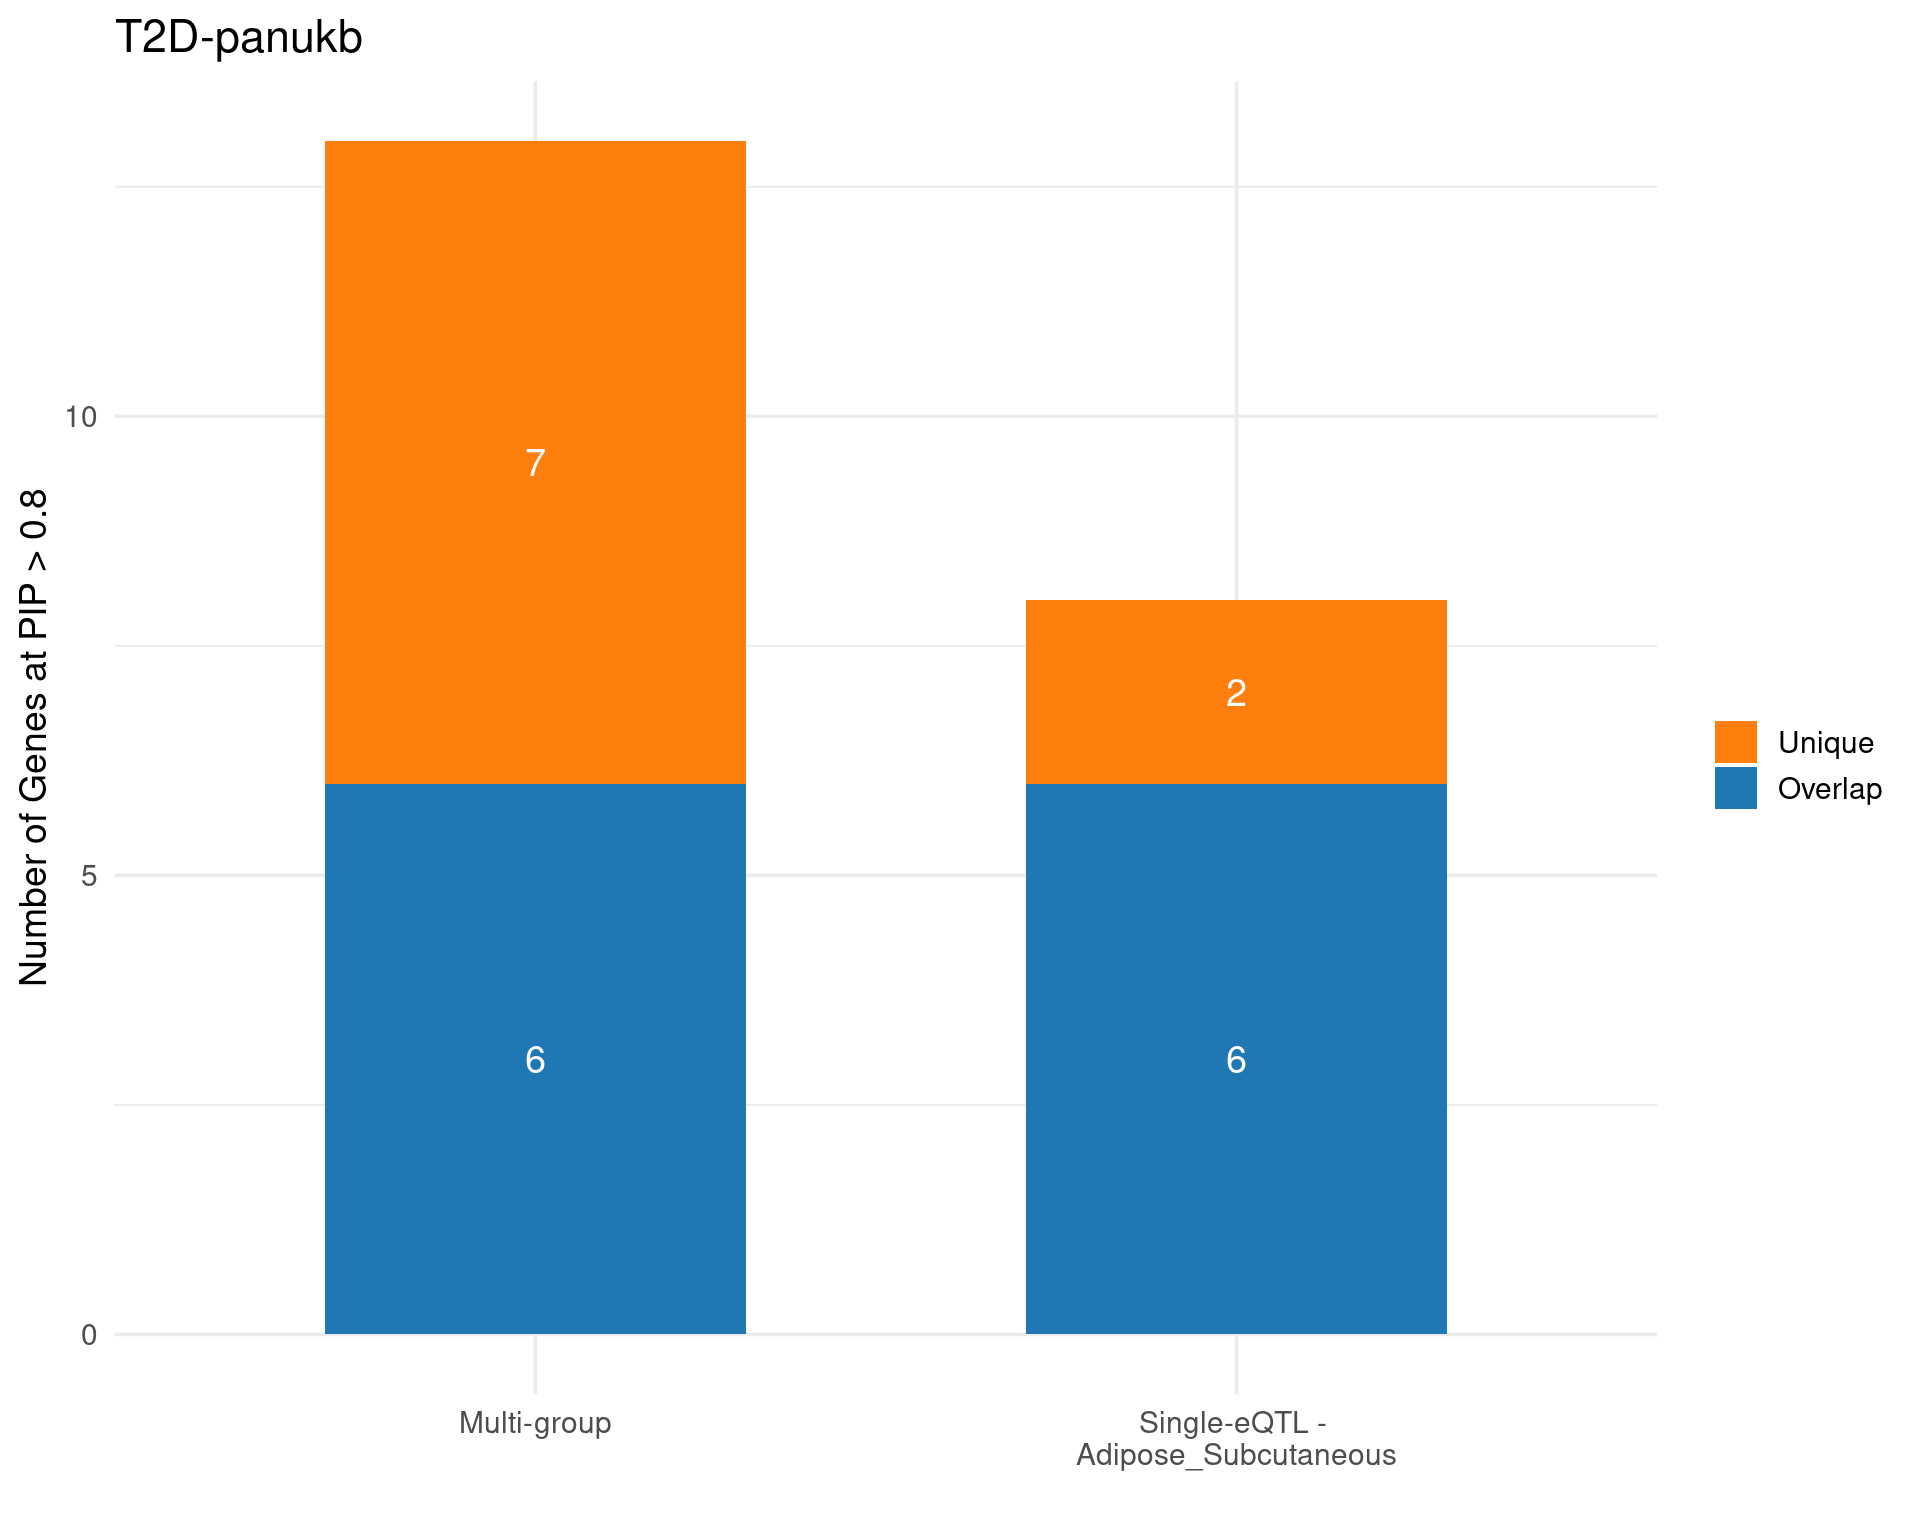 T2D-panukb
Number of Genes at PIP > 0.8
10
5
0
7
6
2
6
Multi-group
Single-eQTL -
Adipose_Subcutaneous
Unique
Overlap